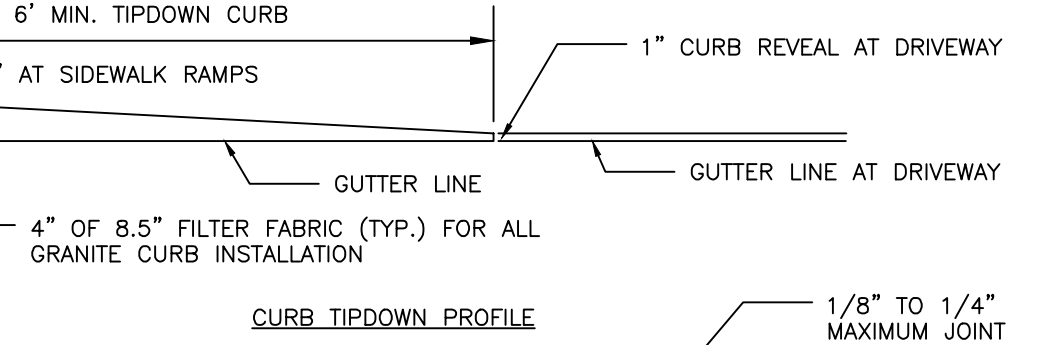 6' MIN. TIPDOWN CURB
1" CURB REVEAL AT DRIVEWAY
' AT SIDEWALK RAMPS
GUTTER LINE AT DRIVEWAY
GUTTER LINE
4" OF 8.5" FILTER FABRIC (TYP.) FOR ALL
GRANITE CURB INSTALLATION
CURB TIPDOWN PROFILE
1/8" TO 1/4"
MAXIMUM JOINT